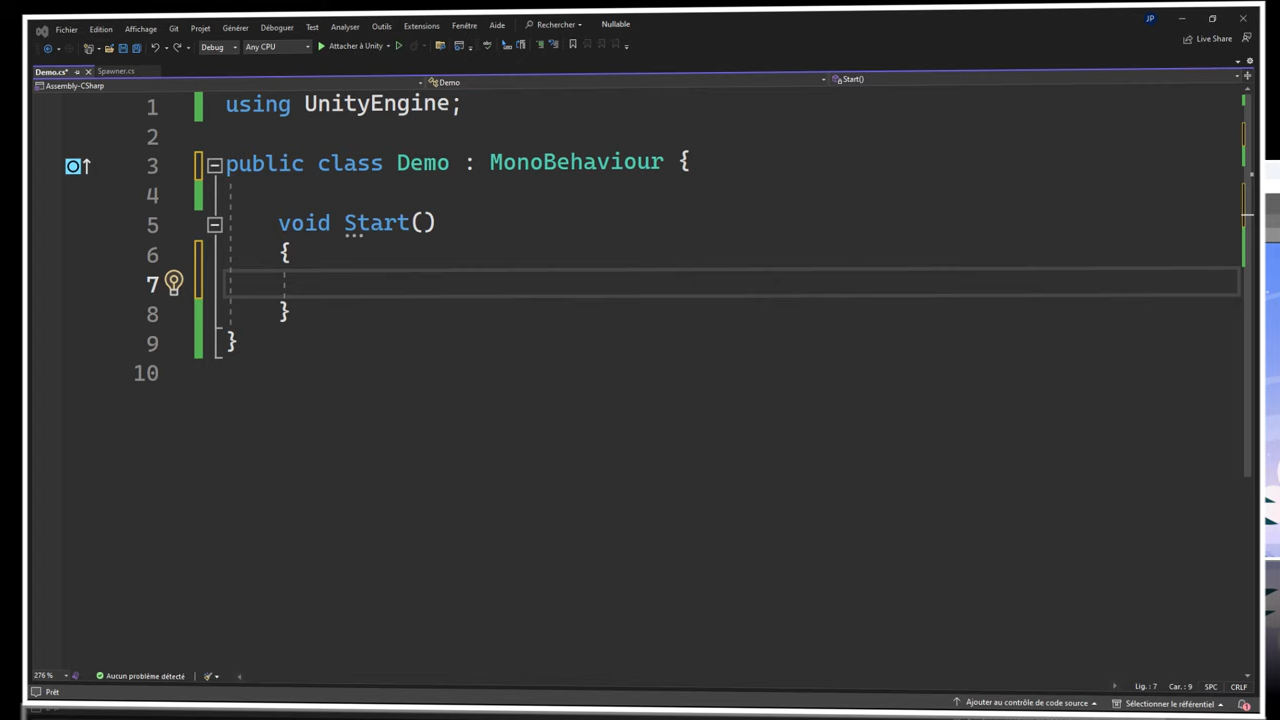 Fichier Edition Affichage Git Projet Générer Déboguer Test Analyser Outils Extensions Fenêtre Aide Rechercher Nullable JP
Debug Any CPU Attacher à Unity Live Share
Demo.cs* Spawner.cs
Assembly-CSharp Demo Start()
1 using UnityEngine;
2
3 public class Demo : MonoBehaviour {
4
5 void Start()
6 {
7
8 }
9 }
10
276 % Aucun problème détecté Lig. : 7 Car. : 9 SPC CRLF
Prêt
Ajouter au contrôle de code source Sélectionner le référentiel 1